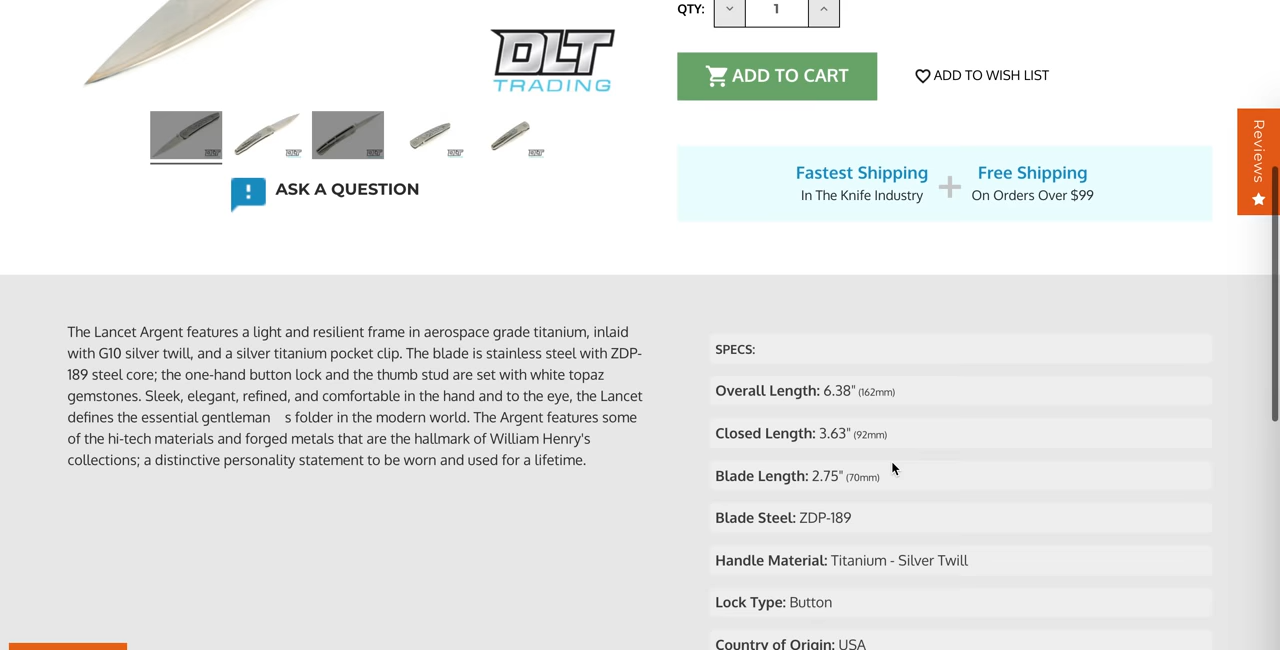 QTY:
1
DLT
TRADING
ADD TO CART
ADD TO WISH LIST
Reviews
ASK A QUESTION
Fastest Shipping
In The Knife Industry
Free Shipping
On Orders Over $99
The Lancet Argent features a light and resilient frame in aerospace grade titanium, inlaid
with G10 silver twill, and a silver titanium pocket clip. The blade is stainless steel with ZDP-
189 steel core; the one-hand button lock and the thumb stud are set with white topaz
gemstones. Sleek, elegant, refined, and comfortable in the hand and to the eye, the Lancet
defines the essential gentleman s folder in the modern world. The Argent features some
of the hi-tech materials and forged metals that are the hallmark of William Henry's
collections; a distinctive personality statement to be worn and used for a lifetime.
SPECS:
Overall Length: 6.38" (162mm)
Closed Length: 3.63" (92mm)
Blade Length: 2.75" (70mm)
Blade Steel: ZDP-189
Handle Material: Titanium - Silver Twill
Lock Type: Button
Country of Origin: USA